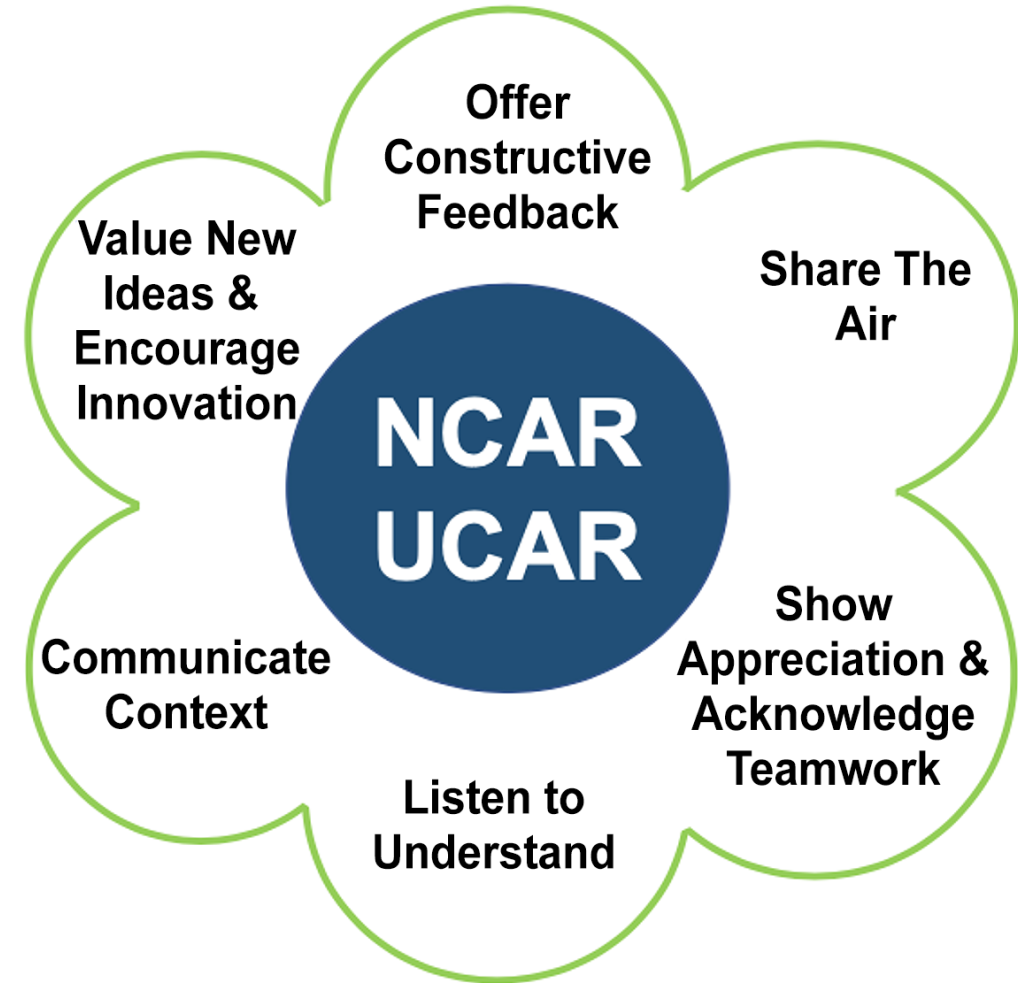 Offer
Constructive
Feedback
Share The
Air
Show
Appreciation &
Acknowledge
Teamwork
Listen to
Understand
Communicate
Context
Value New
Ideas &
Encourage
Innovation
NCAR
UCAR